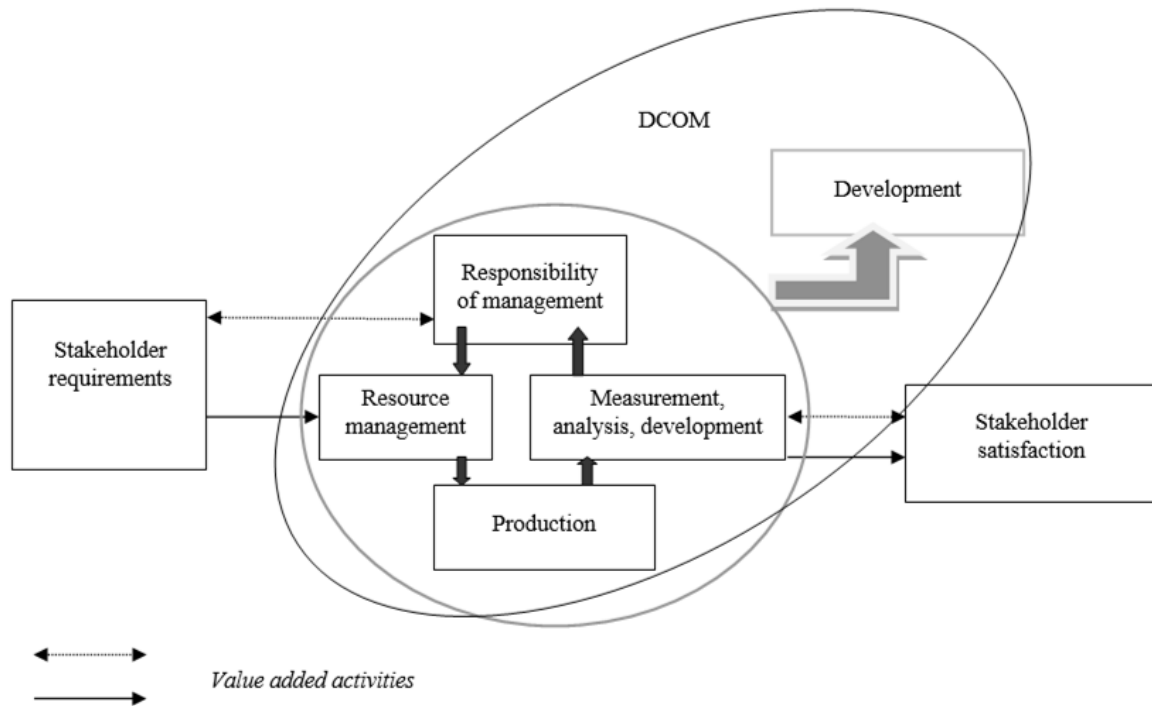 DCOM
Development
Responsibility
of management
Stakeholder
requirements
Resource
management
Measurement,
analysis, development
Stakeholder
satisfaction
Production
Value added activities